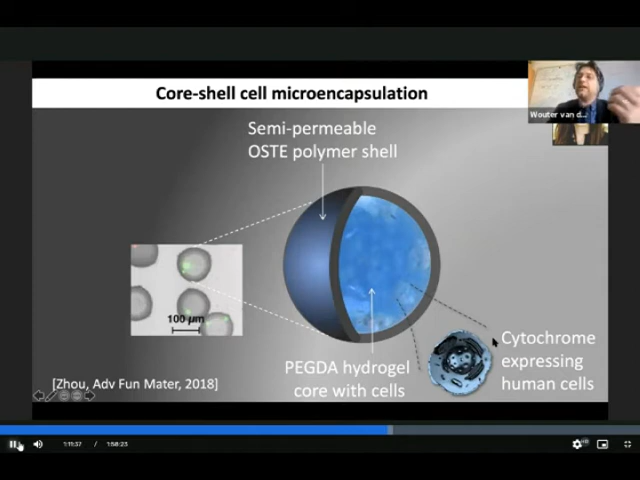 Core-shell cell microencapsulation
Wouter van d...
Semi-permeable
OSTE polymer shell
100 µm
Cytochrome
expressing
human cells
PEGDA hydrogel
core with cells
[Zhou, Adv Fun Mater, 2018]
1:11:37 / 1:58:23